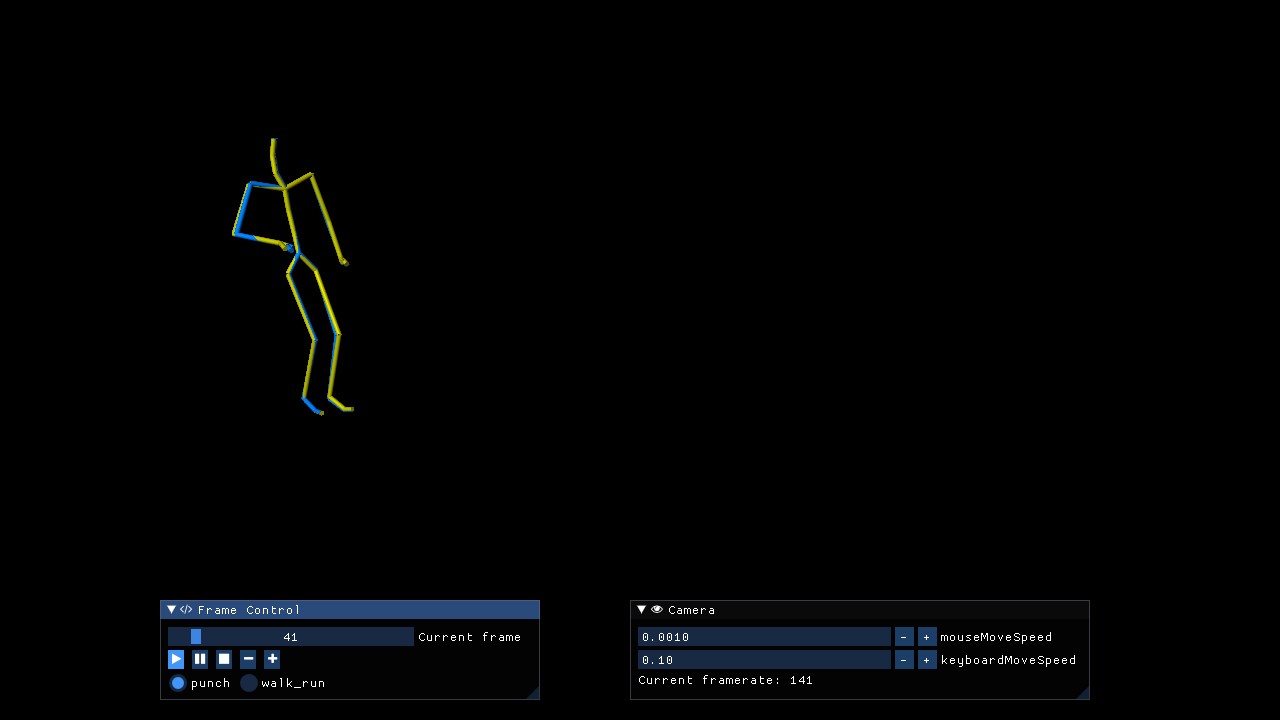 Frame Control
41 Current frame
punch walk_run
Camera
0.0010 - + mouseMoveSpeed
0.10 - + keyboardMoveSpeed
Current framerate: 141